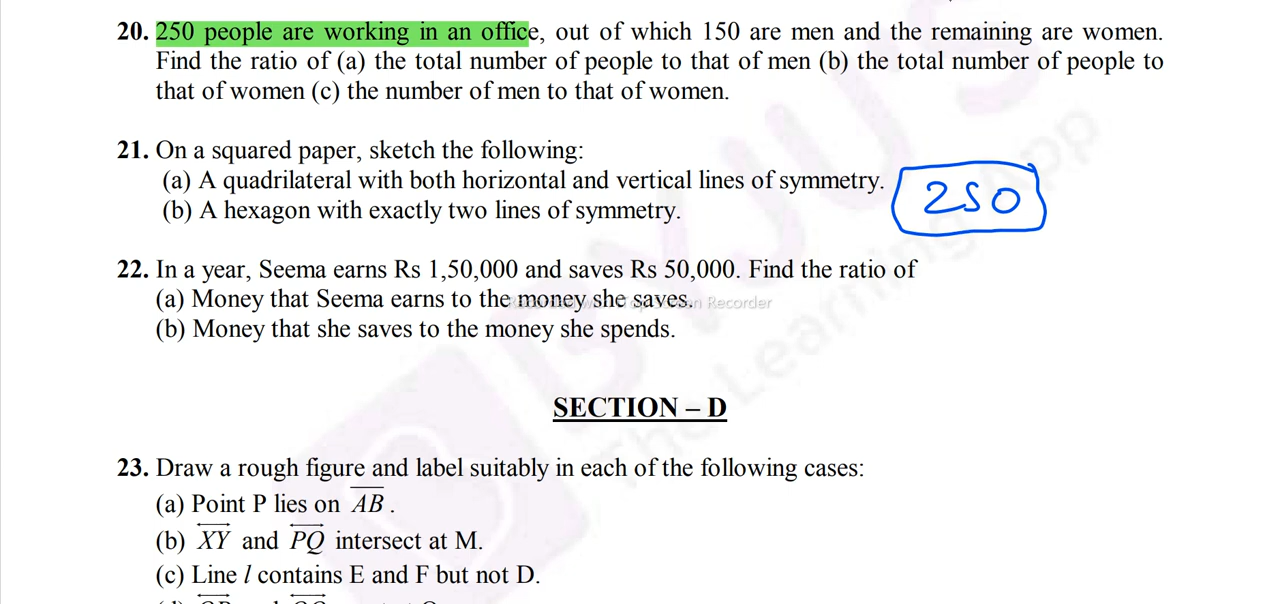 20. 250 people are working in an office, out of which 150 are men and the remaining are women.
Find the ratio of (a) the total number of people to that of men (b) the total number of people to
that of women (c) the number of men to that of women.
21. On a squared paper, sketch the following:
(a) A quadrilateral with both horizontal and vertical lines of symmetry.
(b) A hexagon with exactly two lines of symmetry.
250
22. In a year, Seema earns Rs 1,50,000 and saves Rs 50,000. Find the ratio of
(a) Money that Seema earns to the money she saves.
(b) Money that she saves to the money she spends.
SECTION – D
23. Draw a rough figure and label suitably in each of the following cases:
(a) Point P lies on AB.
(b) XY and PQ intersect at M.
(c) Line l contains E and F but not D.
BYJU'S
The Learning App